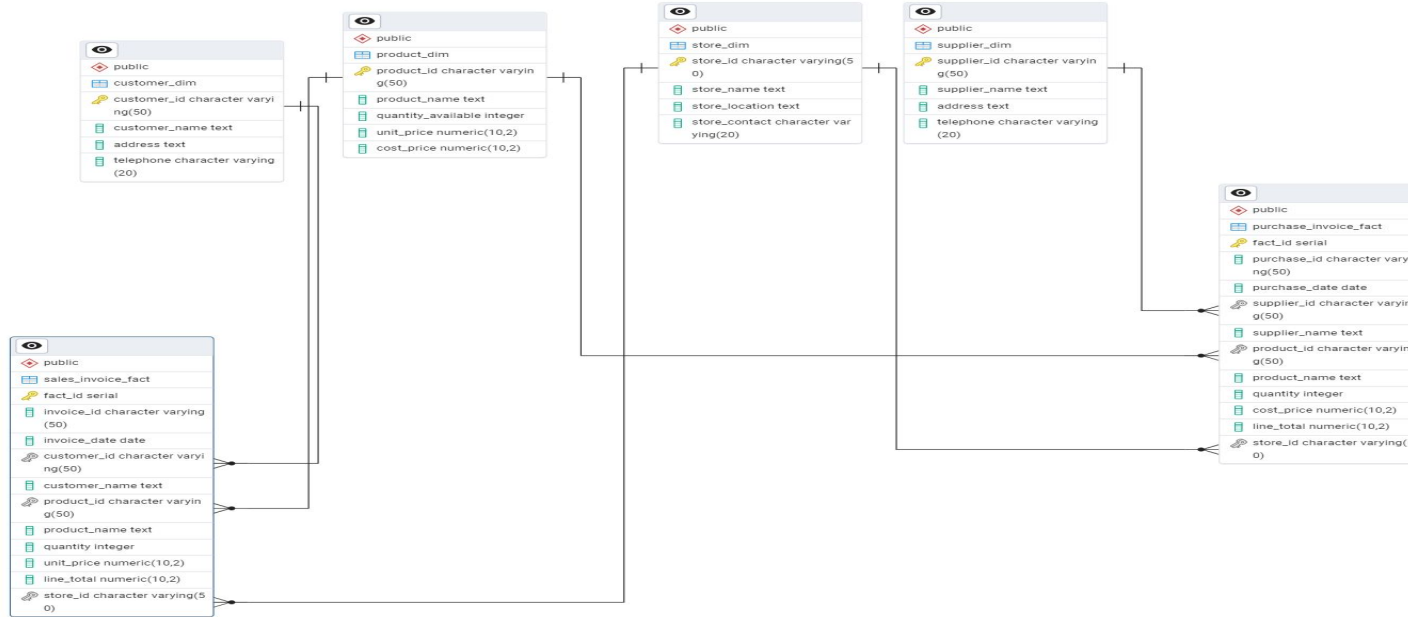 public
customer_dim
customer_id character varyi
ng(50)
customer_name text
address text
telephone character varying
(20)
public
product_dim
product_id character varyin
g(50)
product_name text
quantity_available integer
unit_price numeric(10,2)
cost_price numeric(10,2)
public
store_dim
store_id character varying(5
0)
store_name text
store_location text
store_contact character var
ying(20)
public
supplier_dim
supplier_id character varyin
g(50)
supplier_name text
address text
telephone character varying
(20)
public
sales_invoice_fact
fact_id serial
invoice_id character varying
(50)
invoice_date date
customer_id character varyi
ng(50)
customer_name text
product_id character varyin
g(50)
product_name text
quantity integer
unit_price numeric(10,2)
line_total numeric(10,2)
store_id character varying(5
0)
public
purchase_invoice_fact
fact_id serial
purchase_id character vary
ng(50)
purchase_date date
supplier_id character varyin
g(50)
supplier_name text
product_id character varyin
g(50)
product_name text
quantity integer
cost_price numeric(10,2)
line_total numeric(10,2)
store_id character varying(
0)